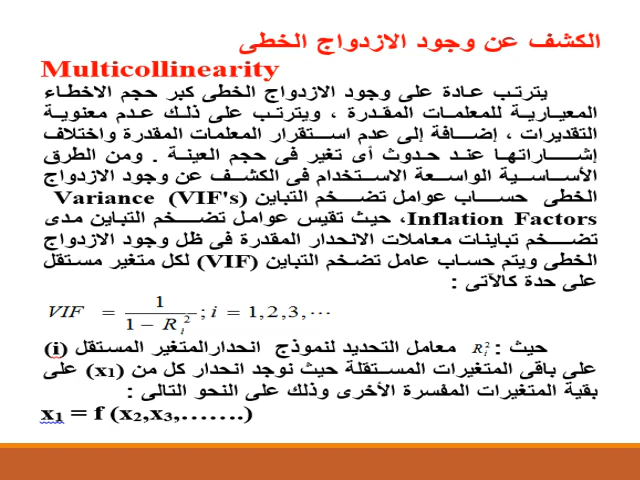 الكشف عن وجود الازدواج الخطى
Multicollinearity
يترتب عادة على وجود الازدواج الخطى كبر حجم الاخطاء
المعيارية للمعلمات المقدرة ، ويترتب على ذلك عدم معنوية
التقديرات ، إضافة إلى عدم استقرار المعلمات المقدرة واختلاف
إشاراتها عند حدوث أى تغير فى حجم العينة . ومن الطرق
الأساسية الواسعة الاستخدام فى الكشف عن وجود الازدواج
الخطى حساب عوامل تضخم التباين (VIF's) Variance
Inflation Factors، حيث تقيس عوامل تضخم التباين مدى
تضخم تباينات معاملات الانحدار المقدرة فى ظل وجود الازدواج
الخطى ويتم حساب عامل تضخم التباين (VIF) لكل متغير مستقل
على حدة كالآتى :
VIF = 1 / (1 − R_i²) ; i = 1,2,3,⋯
حيث : R_i² معامل التحديد لنموذج انحدارالمتغير المستقل (i)
على باقى المتغيرات المستقلة حيث نوجد انحدار كل من (x1) على
بقية المتغيرات المفسرة الأخرى وذلك على النحو التالى :
x₁ = f (x₂,x₃,…….)